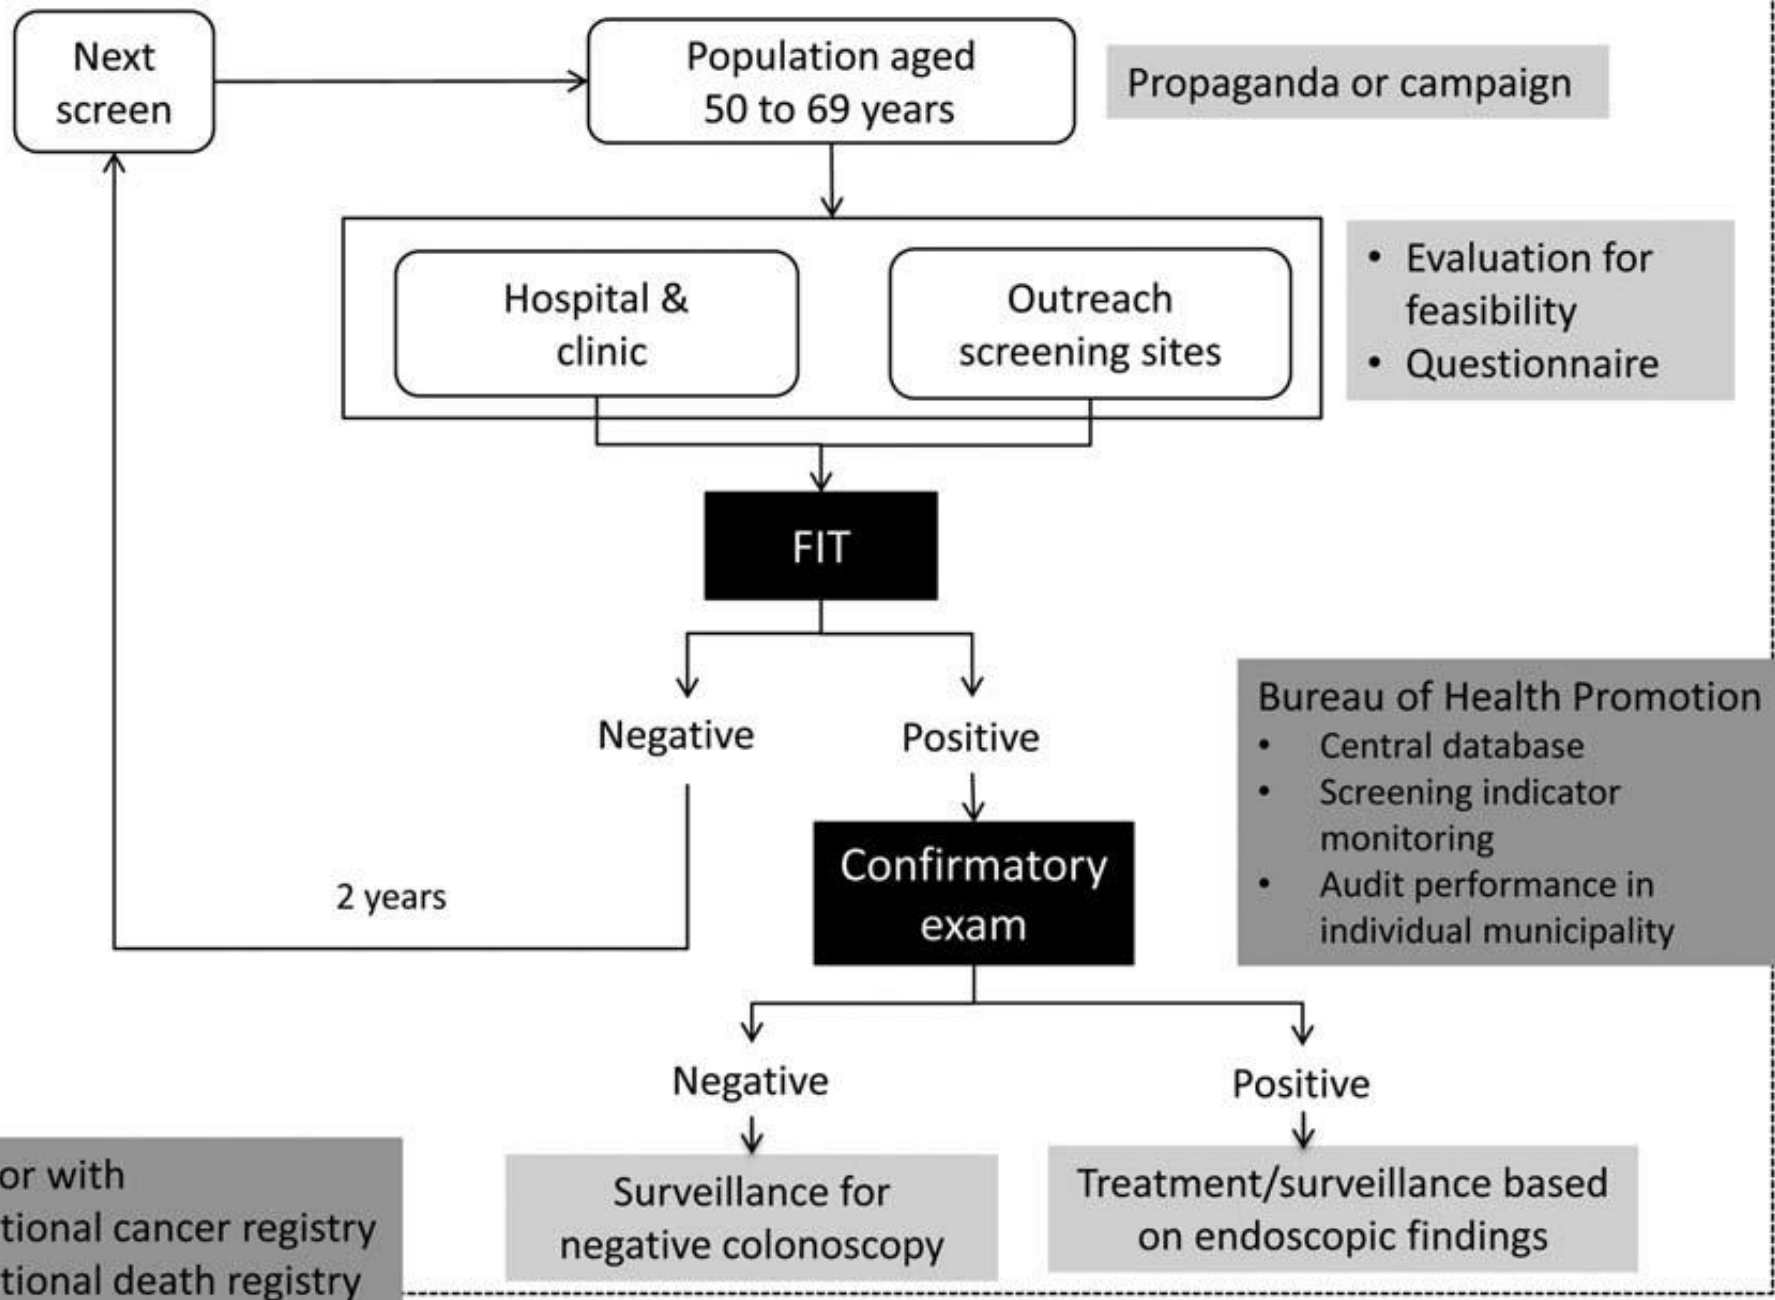 Next
screen
Population aged
50 to 69 years
Propaganda or campaign
Hospital &
clinic
Outreach
screening sites
• Evaluation for
feasibility
• Questionnaire
FIT
Negative
Positive
2 years
Confirmatory
exam
Bureau of Health Promotion
• Central database
• Screening indicator
monitoring
• Audit performance in
individual municipality
Negative
Positive
Surveillance for
negative colonoscopy
Treatment/surveillance based
on endoscopic findings
or with
tional cancer registry
tional death registry